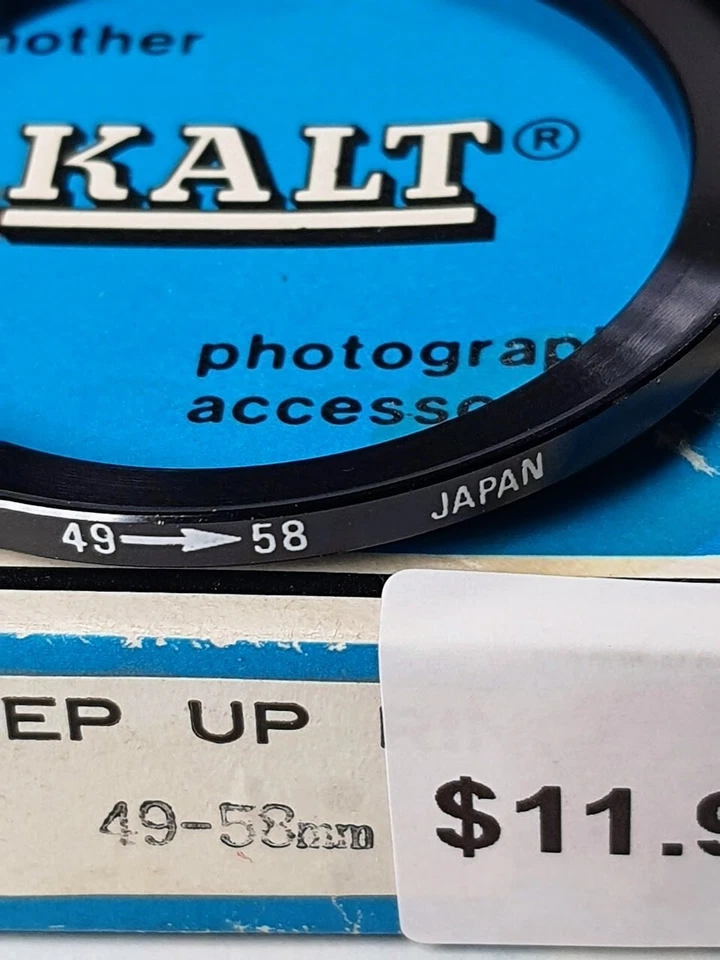 nother
KALT®
photograp
accesso
49→58 JAPAN
EP UP
49-58mm
$11.9